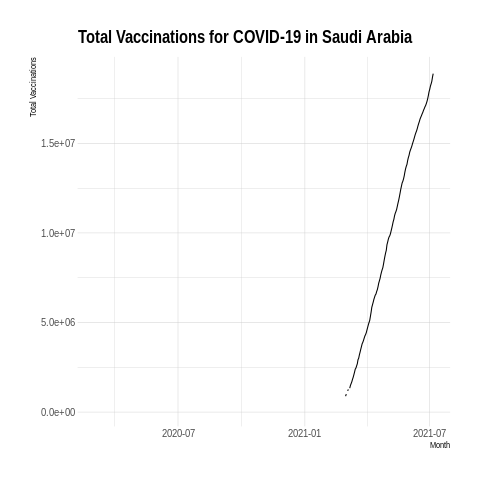 Total Vaccinations for COVID-19 in Saudi Arabia
Total Vaccinations
1.5e+07
1.0e+07
5.0e+06
0.0e+00
2020-07
2021-01
2021-07
Month